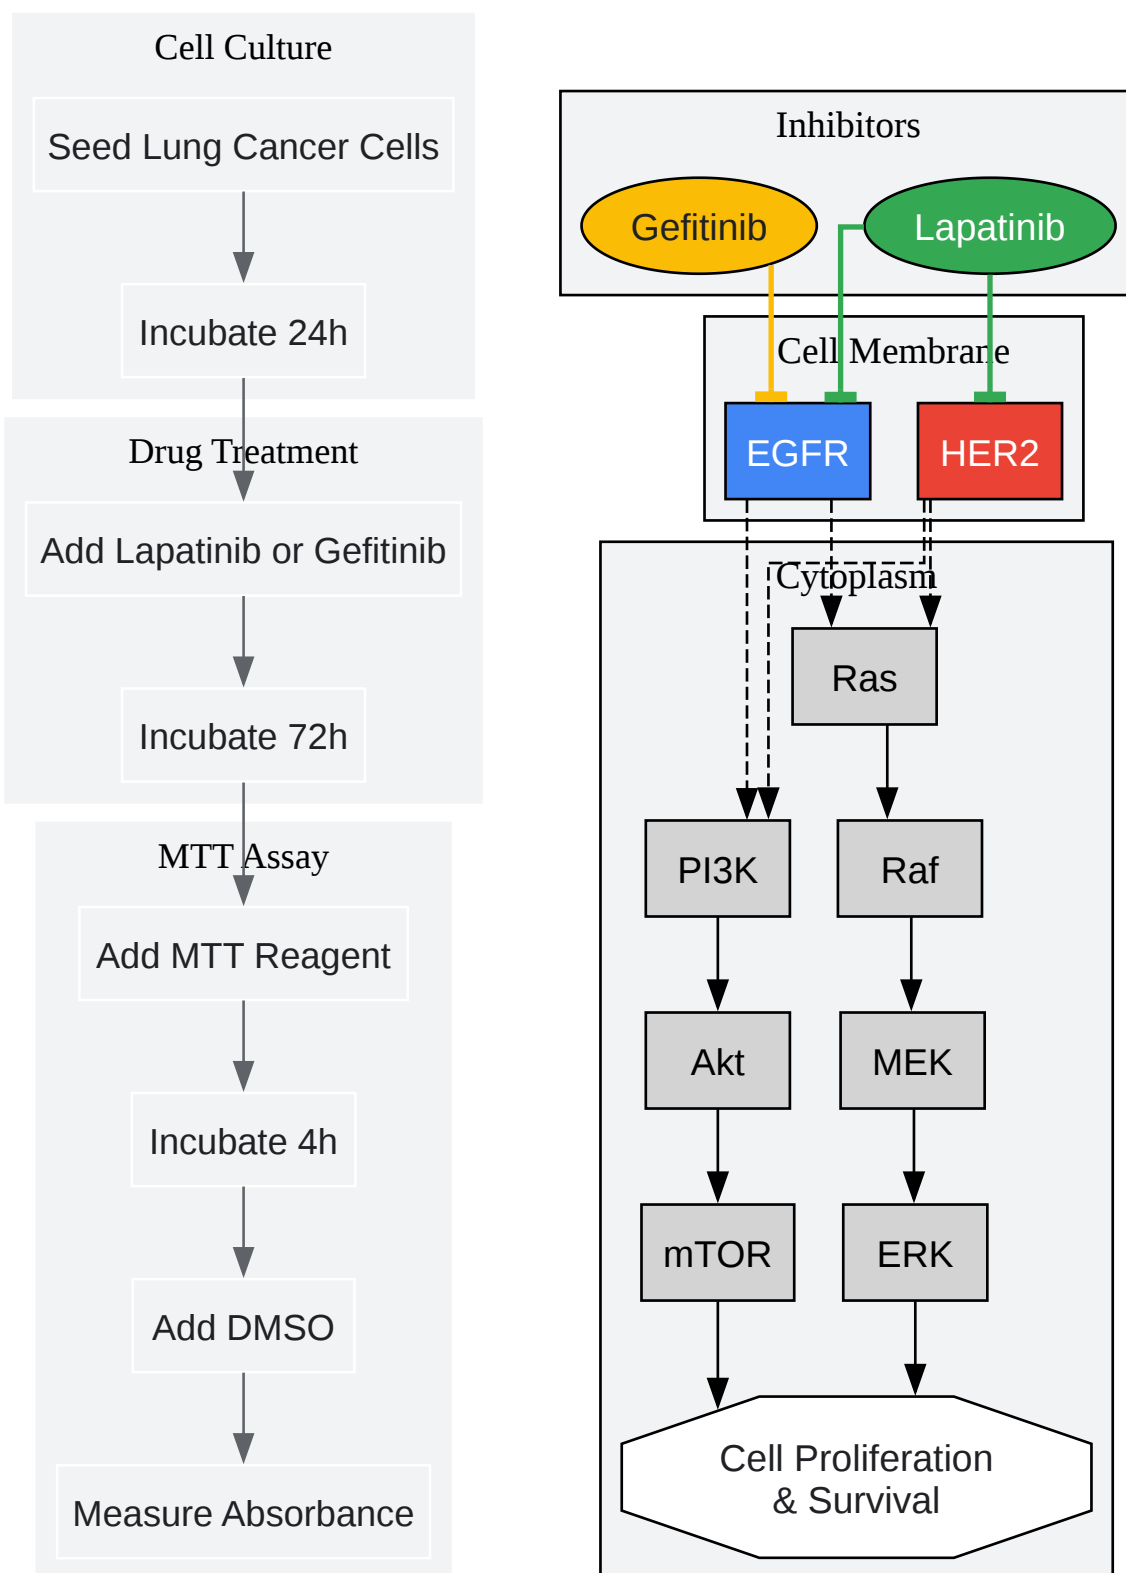 Cell Culture
Seed Lung Cancer Cells
Incubate 24h
Drug Treatment
Add Lapatinib or Gefitinib
Incubate 72h
MTT Assay
Add MTT Reagent
Incubate 4h
Add DMSO
Measure Absorbance
Inhibitors
Gefitinib
Lapatinib
Cell Membrane
EGFR
HER2
Cytoplasm
Ras
PI3K
Raf
Akt
MEK
mTOR
ERK
Cell Proliferation
& Survival